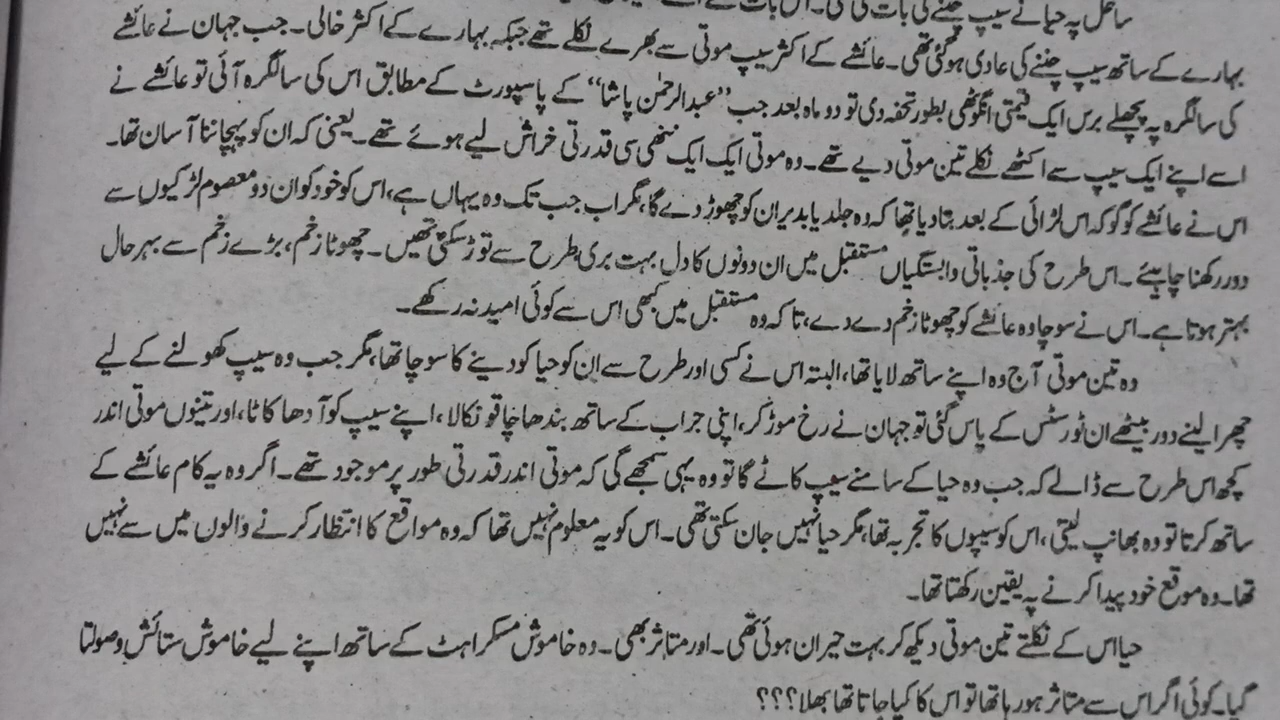 ساحل پہ حیا نے سیپ چننے کی بات کی تھی۔ اس بات کے
بہارے کے ساتھ سیپ چننے کی عادی ہو گئی تھی۔ عائشے کے اکثر سیپ موتی سے بھرے نکلے تھے جبکہ بہارے کے اکثر خالی۔ جب جہان نے عائشے
کی سالگرہ پہ پچھلے برس ایک قیمتی انگوٹھی بطور تحفہ دی تو دو ماہ بعد جب ”عبدالرحمٰن پاشا“ کے پاسپورٹ کے مطابق اس کی سالگرہ آئی تو عائشے نے
اسے اپنے ایک سیپ سے اکٹھے نکلے تین موتی دیے تھے۔ وہ موتی ایک ایک ننھی سی قدرتی خراش لیے ہوئے تھے۔ یعنی کہ ان کو پہچاننا آسان تھا۔
اس نے عائشے کو گو کہ اس لڑائی کے بعد بتا دیا تھا کہ وہ جلد یا بدیر ان کو چھوڑ دے گا، مگر اب جب تک وہ یہاں ہے، اس کو خود کو ان دو معصوم لڑکیوں سے
دور رکھنا چاہیئے۔ اس طرح کی جذباتی وابستگیاں مستقبل میں ان دونوں کا دل بہت بری طرح سے توڑ سکتی تھیں۔ چھوٹا زخم، بڑے زخم سے بہرحال
بہتر ہوتا ہے۔ اس نے سوچا وہ عائشے کو چھوٹا زخم دے دے، تا کہ وہ مستقبل میں کبھی اس سے کوئی امید نہ رکھے۔
وہ تین موتی آج وہ اپنے ساتھ لایا تھا، البتہ اس نے کسی اور طرح سے ان کو حیا کو دینے کا سوچا تھا، مگر جب وہ سیپ کھولنے کے لیے
چھرا لینے دور بیٹھے ان ٹورسٹس کے پاس گئی تو جہان نے رخ موڑ کر، اپنی جراب کے ساتھ بندھا چاقو نکالا، اپنے سیپ کو آدھا کاٹا، اور تینوں موتی اندر
کچھ اس طرح سے ڈالے کہ جب وہ حیا کے سامنے سیپ کاٹے گا تو وہ یہی سمجھے گی کہ موتی اندر قدرتی طور پر موجود تھے۔ اگر وہ یہ کام عائشے کے
ساتھ کرتا تو وہ بھانپ لیتی، اس کو سیپوں کا تجربہ تھا، مگر حیا نہیں جان سکتی تھی۔ اس کو یہ معلوم نہیں تھا کہ وہ مواقع کا انتظار کرنے والوں میں سے نہیں
تھا۔ وہ موقع خود پیدا کرنے پہ یقین رکھتا تھا۔
حیا اس کے نکلتے تین موتی دیکھ کر بہت حیران ہوئی تھی۔ اور متاثر بھی۔ وہ خاموش مسکراہٹ کے ساتھ اپنے لیے خاموش ستائش وصولتا
گیا۔ کوئی اگر اس سے متاثر ہو رہا تھا تو اس کا کیا جاتا تھا بھلا؟؟؟